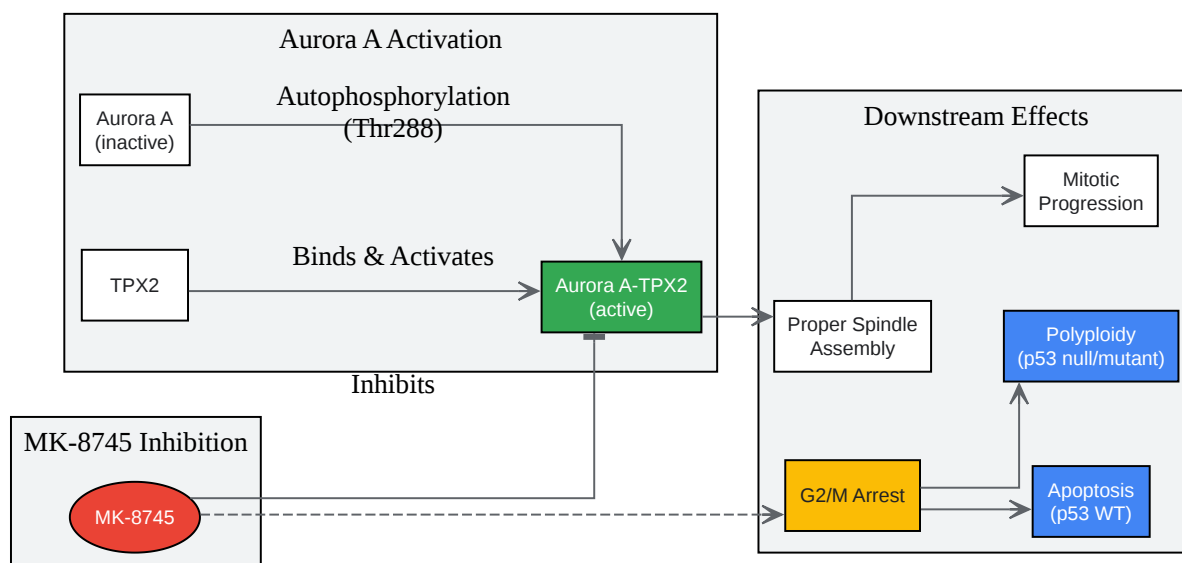 Aurora A Activation
Autophosphorylation
(Thr288)
Aurora A
(inactive)
Binds & Activates
TPX2
Aurora A-TPX2
(active)
Inhibits
MK-8745 Inhibition
MK-8745
Downstream Effects
Mitotic
Progression
Proper Spindle
Assembly
Polyploidy
(p53 null/mutant)
G2/M Arrest
Apoptosis
(p53 WT)